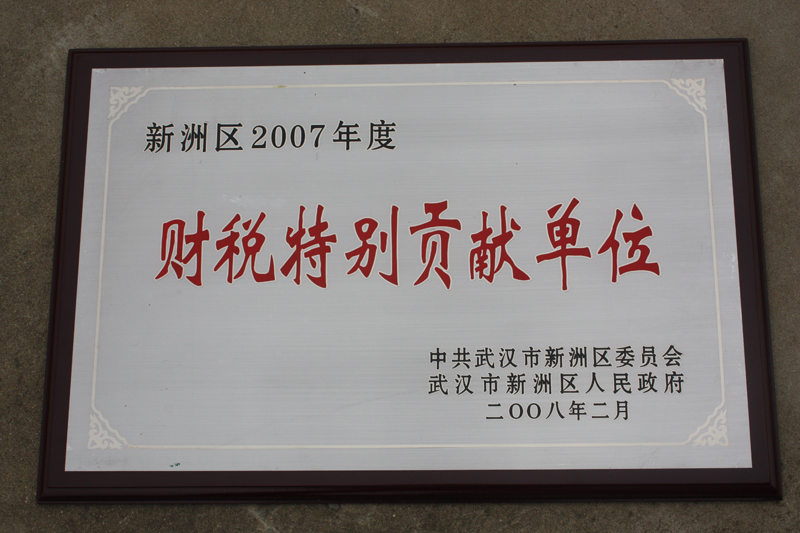 新洲区2007年度
财税特别贡献单位
中共武汉市新洲区委员会
武汉市新洲区人民政府
二〇〇八年二月